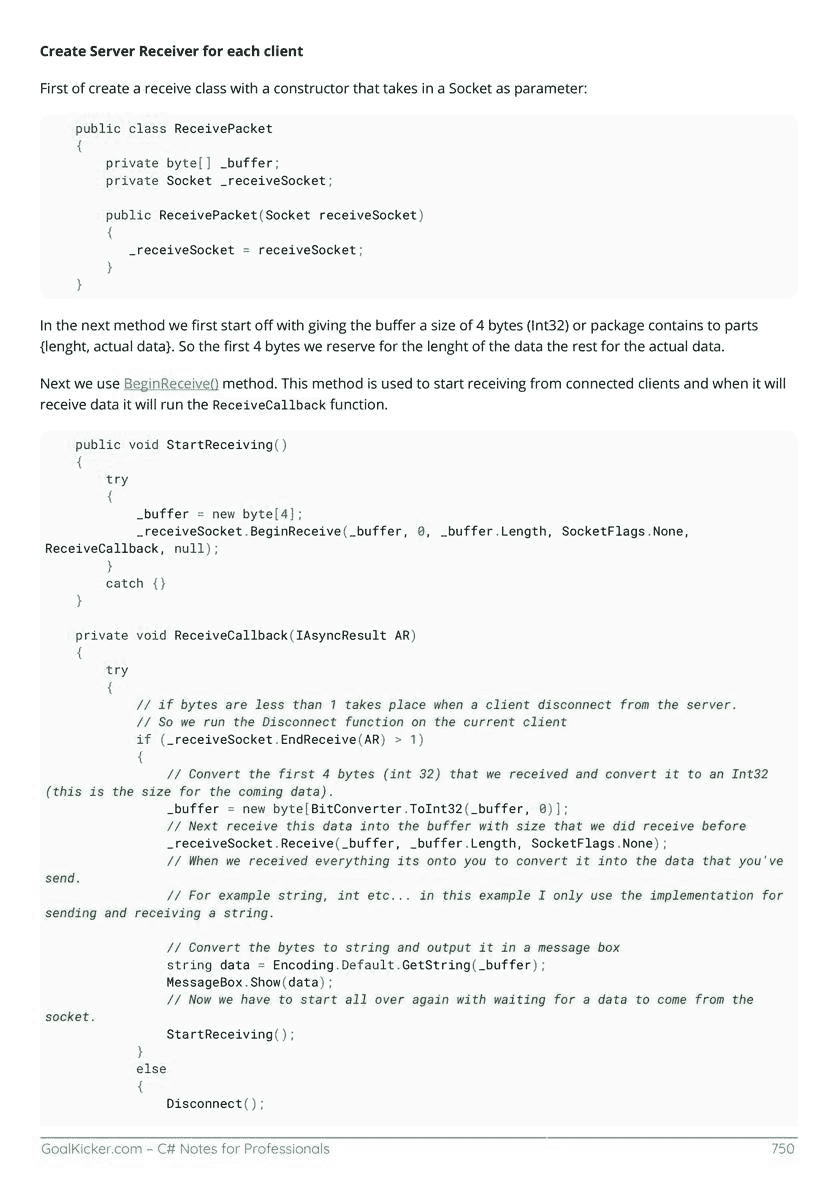 Create Server Receiver for each client
First of create a receive class with a constructor that takes in a Socket as parameter:
public class ReceivePacket
{
private byte[] _buffer;
private Socket _receiveSocket;
public ReceivePacket(Socket receiveSocket)
{
_receiveSocket = receiveSocket;
}
}
In the next method we first start off with giving the buffer a size of 4 bytes (Int32) or package contains to parts
{lenght, actual data}. So the first 4 bytes we reserve for the lenght of the data the rest for the actual data.
Next we use BeginReceive() method. This method is used to start receiving from connected clients and when it will
receive data it will run the ReceiveCallback function.
public void StartReceiving()
{
try
{
_buffer = new byte[4];
_receiveSocket.BeginReceive(_buffer, 0, _buffer.Length, SocketFlags.None,
ReceiveCallback, null);
}
catch {}
}
private void ReceiveCallback(IAsyncResult AR)
{
try
{
// if bytes are less than 1 takes place when a client disconnect from the server.
// So we run the Disconnect function on the current client
if (_receiveSocket.EndReceive(AR) > 1)
{
// Convert the first 4 bytes (int 32) that we received and convert it to an Int32
(this is the size for the coming data).
_buffer = new byte[BitConverter.ToInt32(_buffer, 0)];
// Next receive this data into the buffer with size that we did receive before
_receiveSocket.Receive(_buffer, _buffer.Length, SocketFlags.None);
// When we received everything its onto you to convert it into the data that you've
send.
// For example string, int etc... in this example I only use the implementation for
sending and receiving a string.
// Convert the bytes to string and output it in a message box
string data = Encoding.Default.GetString(_buffer);
MessageBox.Show(data);
// Now we have to start all over again with waiting for a data to come from the
socket.
StartReceiving();
}
else
{
Disconnect();
GoalKicker.com – C# Notes for Professionals 750